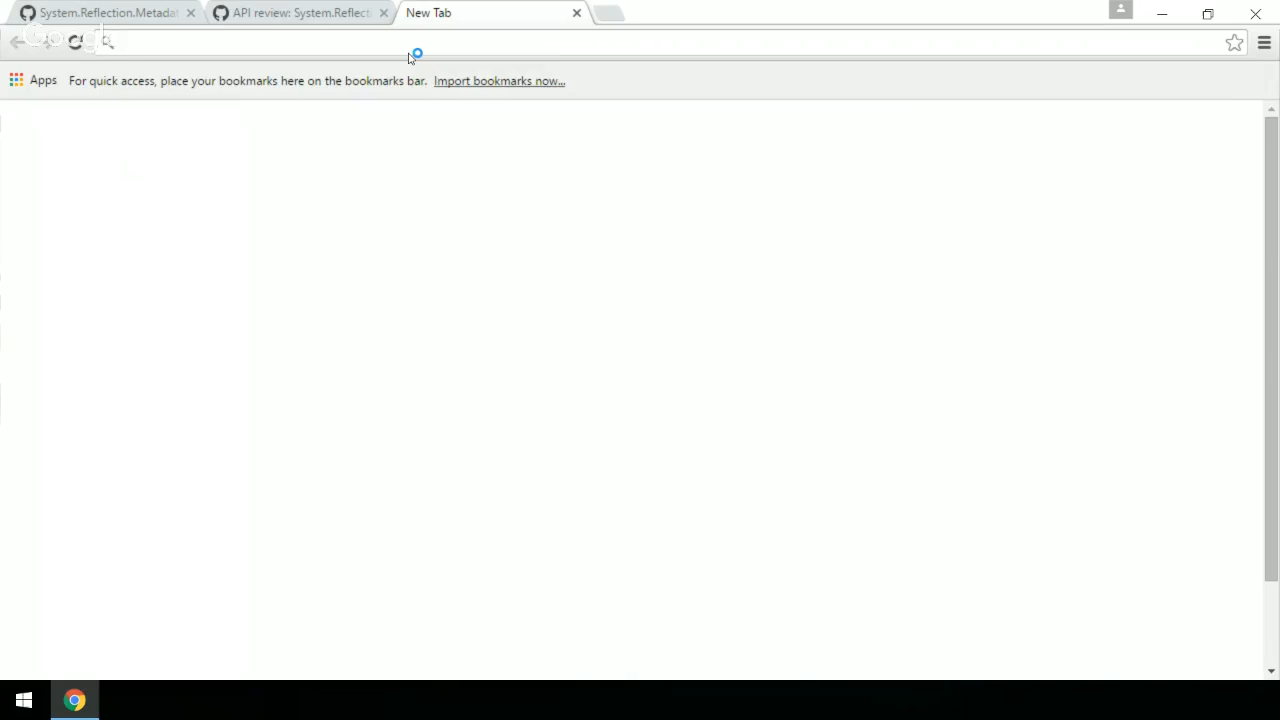 System.Reflection.Metadat
API review: System.Reflecti
New Tab
Google
Apps
For quick access, place your bookmarks here on the bookmarks bar. Import bookmarks now...